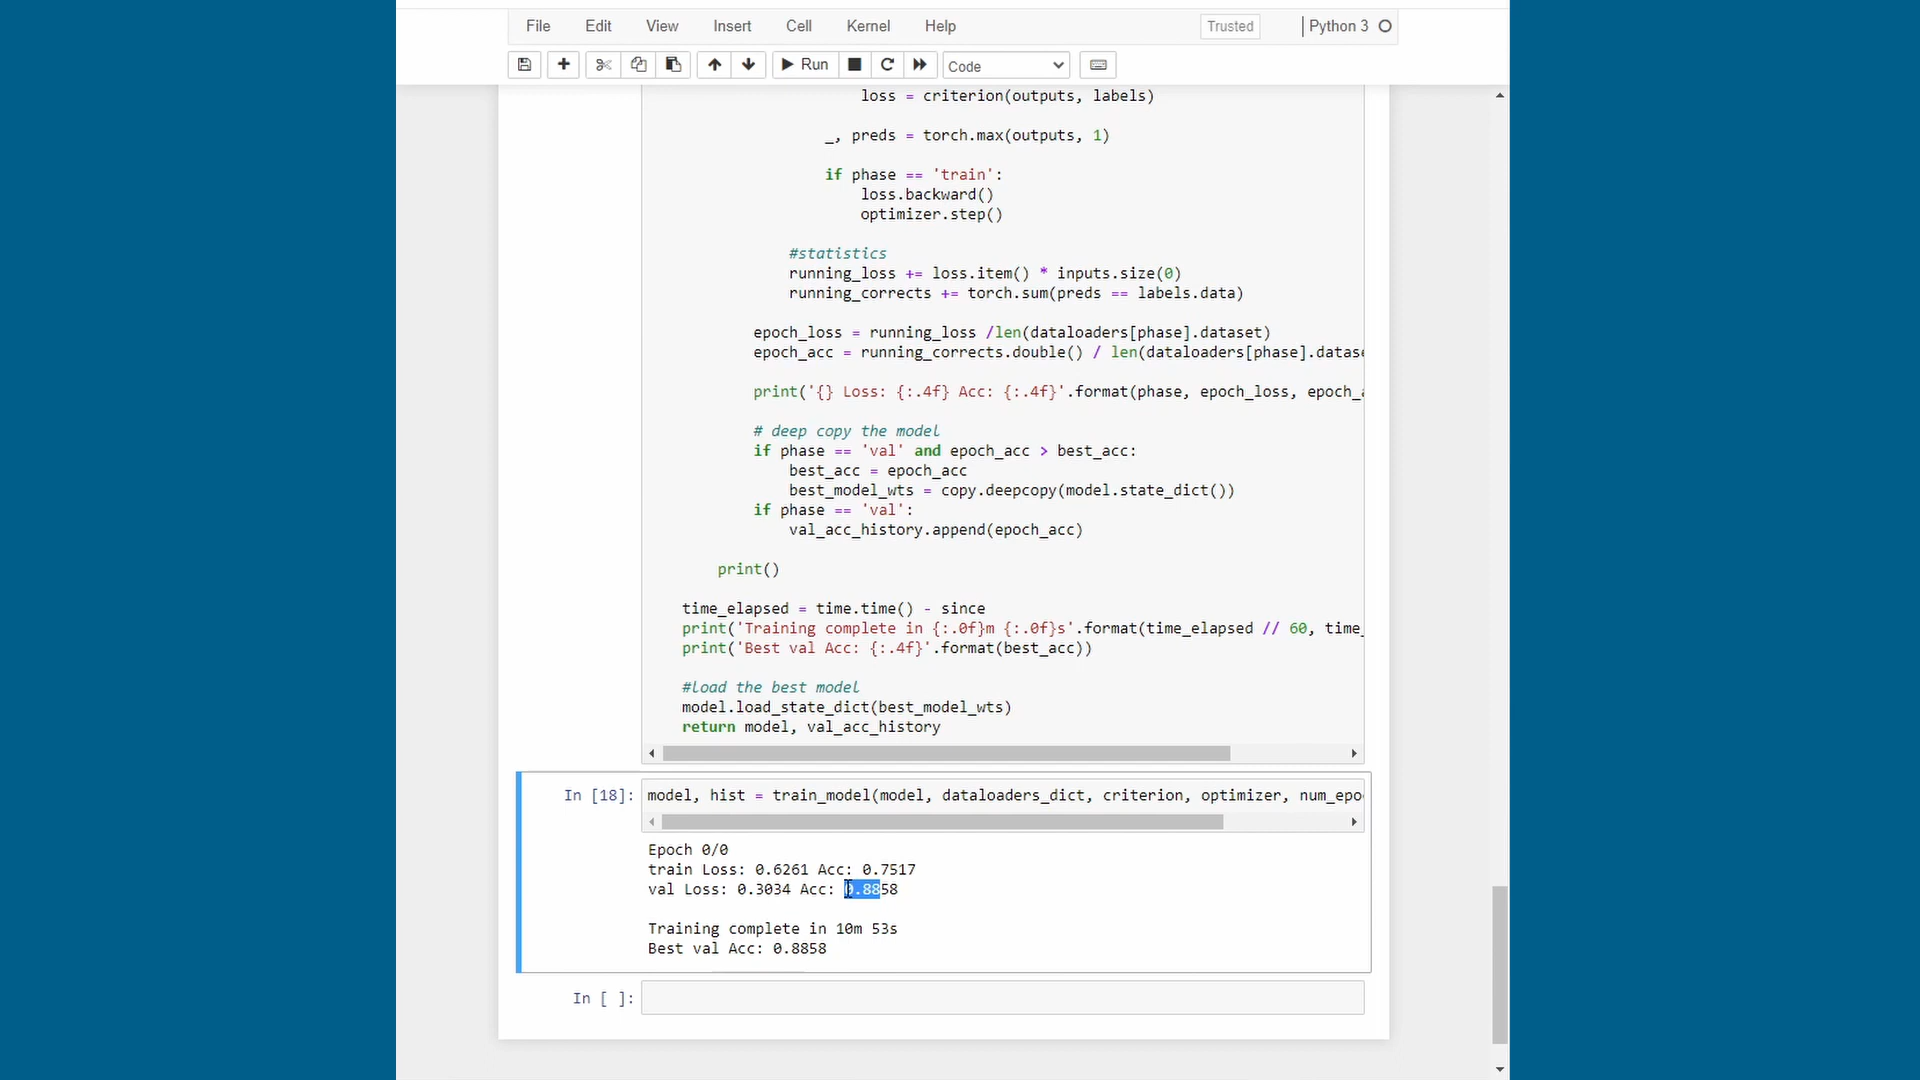 File Edit View Insert Cell Kernel Help Trusted Python 3
Run Code
loss = criterion(outputs, labels)
_, preds = torch.max(outputs, 1)
if phase == 'train':
loss.backward()
optimizer.step()
#statistics
running_loss += loss.item() * inputs.size(0)
running_corrects += torch.sum(preds == labels.data)
epoch_loss = running_loss /len(dataloaders[phase].dataset)
epoch_acc = running_corrects.double() / len(dataloaders[phase].datase
print('{} Loss: {:.4f} Acc: {:.4f}'.format(phase, epoch_loss, epoch_a
# deep copy the model
if phase == 'val' and epoch_acc > best_acc:
best_acc = epoch_acc
best_model_wts = copy.deepcopy(model.state_dict())
if phase == 'val':
val_acc_history.append(epoch_acc)
print()
time_elapsed = time.time() - since
print('Training complete in {:.0f}m {:.0f}s'.format(time_elapsed // 60, time_
print('Best val Acc: {:.4f}'.format(best_acc))
#load the best model
model.load_state_dict(best_model_wts)
return model, val_acc_history
In [18]: model, hist = train_model(model, dataloaders_dict, criterion, optimizer, num_epo
Epoch 0/0
train Loss: 0.6261 Acc: 0.7517
val Loss: 0.3034 Acc: 0.8858
Training complete in 10m 53s
Best val Acc: 0.8858
In [ ]: